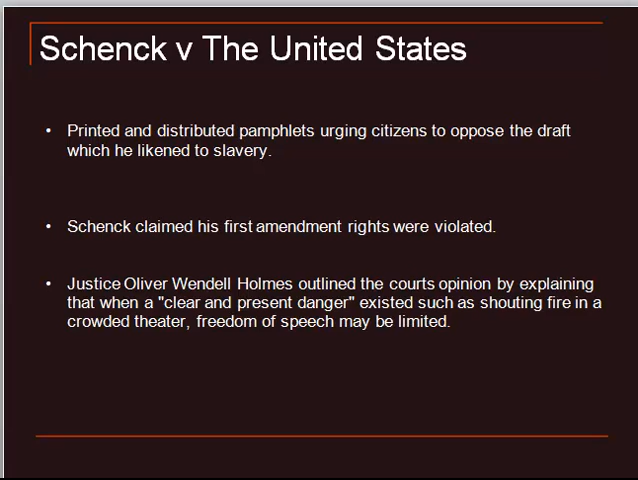 Schenck v The United States
• Printed and distributed pamphlets urging citizens to oppose the draft
which he likened to slavery.
• Schenck claimed his first amendment rights were violated.
• Justice Oliver Wendell Holmes outlined the courts opinion by explaining
that when a "clear and present danger" existed such as shouting fire in a
crowded theater, freedom of speech may be limited.